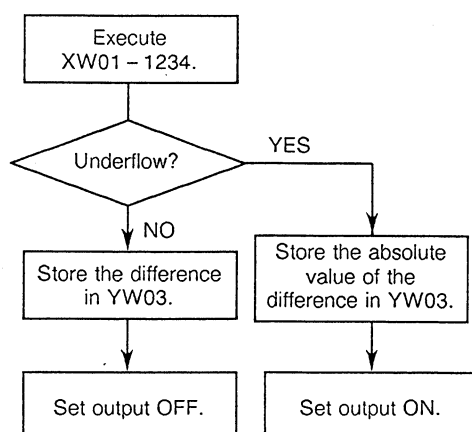 Execute
XW01 – 1234.
Underflow?
YES
NO
Store the difference
in YW03.
Store the absolute
value of the
difference in YW03.
Set output OFF.
Set output ON.